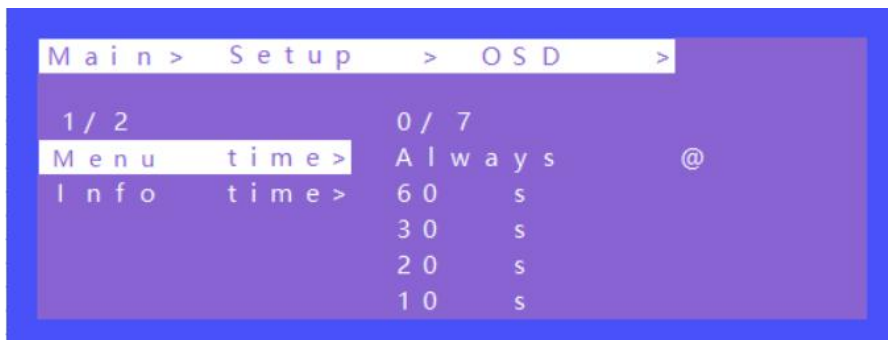 Main> Setup > OSD >
1/2 0/7
Menu time> Always @
Info time> 60 s
30 s
20 s
10 s